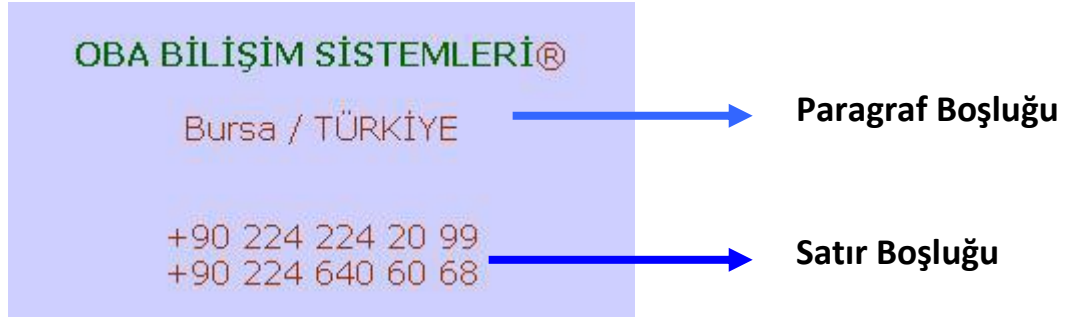 OBA BİLİŞİM SİSTEMLERİ®
Paragraf Boşluğu
Bursa / TÜRKİYE
+90 224 224 20 99
Satır Boşluğu
+90 224 640 60 68